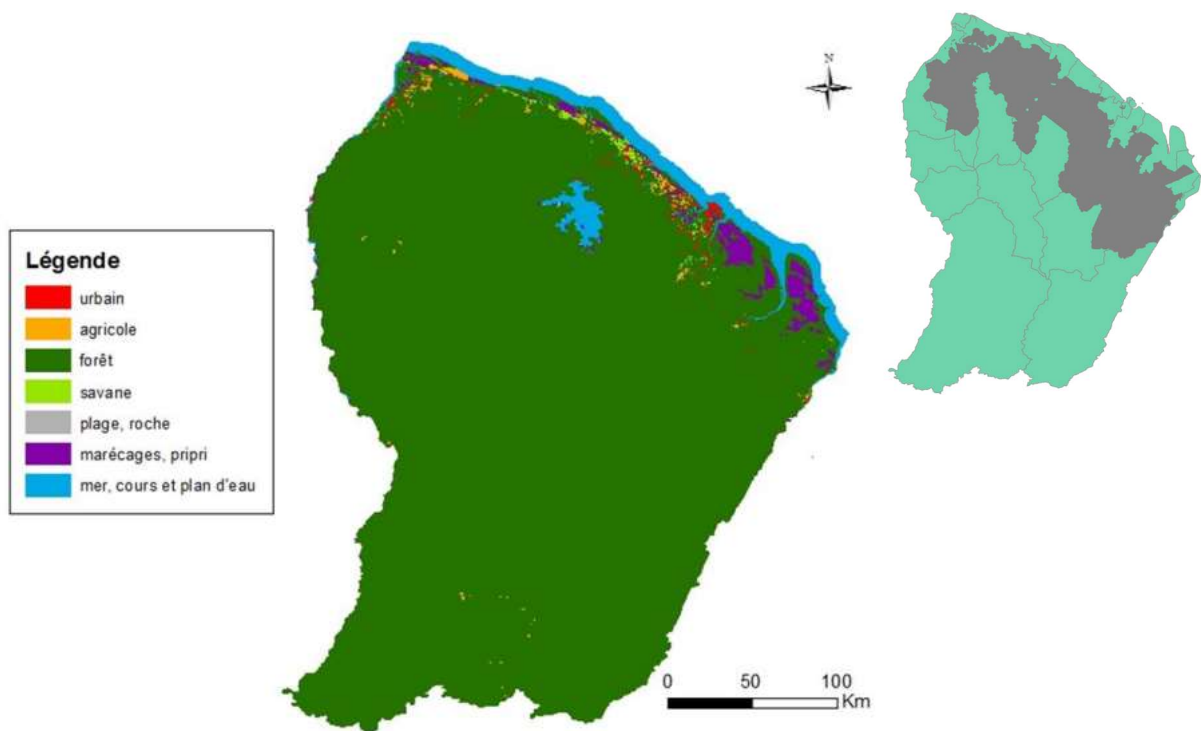 N
Légende
urbain
agricole
forêt
savane
plage, roche
marécages, pripri
mer, cours et plan d'eau
0 50 100
Km